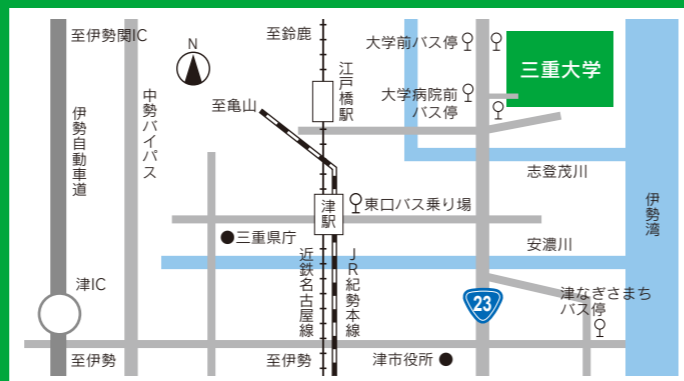 至伊勢関IC
N
至鈴鹿
大学前バス停
三重大学
江戸橋駅
大学病院前
バス停
中勢バイパス
至亀山
伊勢自動車道
志登茂川
伊勢湾
津駅
東口バス乗り場
三重県庁
安濃川
近鉄名古屋線
JR紀勢本線
津IC
23
津なぎさまち
バス停
至伊勢
至伊勢
津市役所